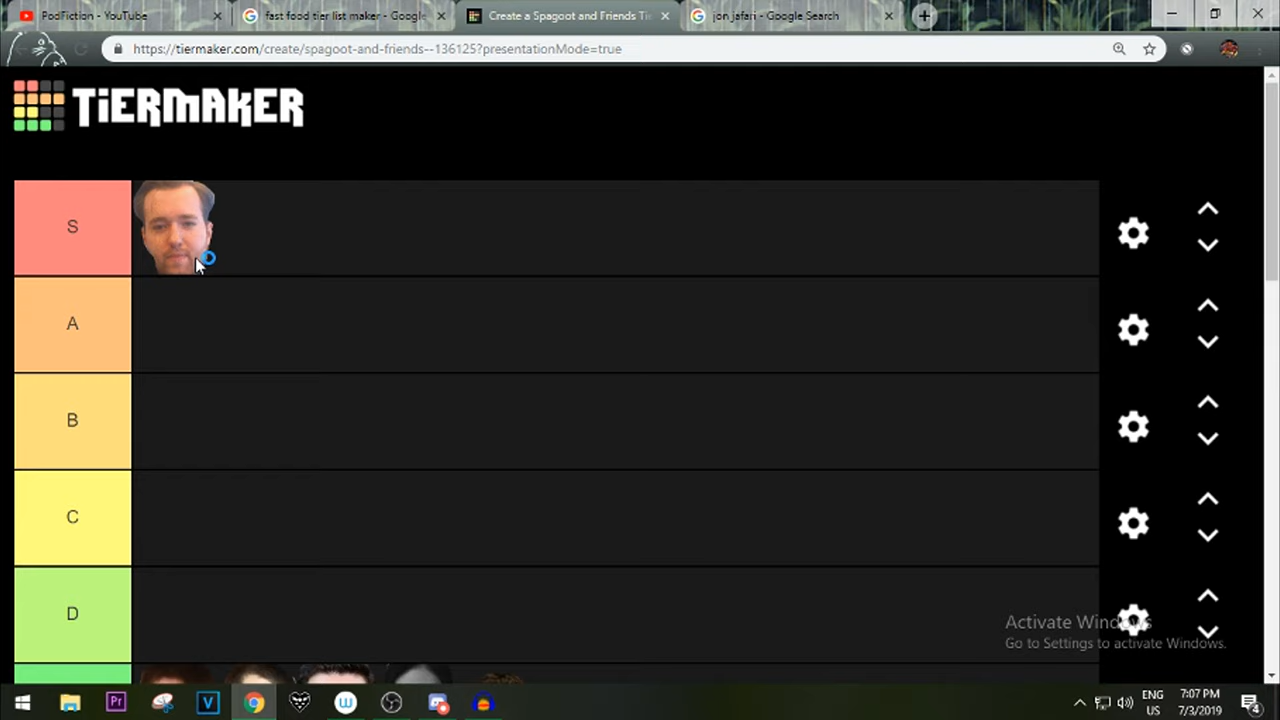 PodFiction - YouTube
fast food tier list maker - Google
Create a Spagoot and Friends Tie
jon jafari - Google Search
https://tiermaker.com/create/spagoot-and-friends--136125?presentationMode=true
TiERMAKER
S
A
B
C
D
Activate Windows
Go to Settings to activate Windows.
ENG
US
7:07 PM
7/3/2019